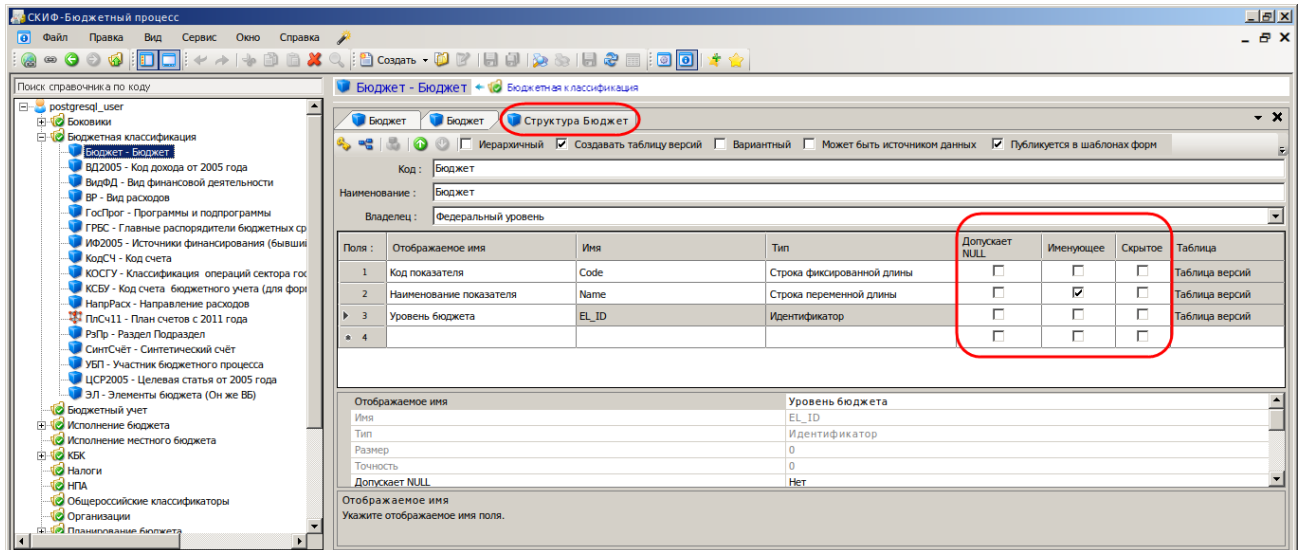 СКИФ-Бюджетный процесс
Файл Правка Вид Сервис Окно Справка
Создать
Поиск справочника по коду
postgresql_user
Боковики
Бюджетная классификация
Бюджет - Бюджет
ВД2005 - Код дохода от 2005 года
ВидФД - Вид финансовой деятельности
ВР - Вид расходов
ГосПрог - Программы и подпрограммы
ГРБС - Главные распорядители бюджетных ср
ИФ2005 - Источники финансирования (бывший
КодСЧ - Код счета
КОСГУ - Классификация операций сектора гос
КСБУ - Код счета бюджетного учета (для фор
НапрРасх - Направление расходов
ПлСч11 - План счетов с 2011 года
РзПр - Раздел Подраздел
СинтСчёт - Синтетический счёт
УБП - Участник бюджетного процесса
ЦСР2005 - Целевая статья от 2005 года
ЭЛ - Элементы бюджета (Он же ВБ)
Бюджетный учет
Исполнение бюджета
Исполнение местного бюджета
КБК
Налоги
НПА
Общероссийские классификаторы
Организации
Планирование бюджета
Бюджет - Бюджет Бюджетная классификация
Бюджет Бюджет Структура Бюджет
Иерархичный Создавать таблицу версий Вариантный Может быть источником данных Публикуется в шаблонах форм
Код : Бюджет
Наименование : Бюджет
Владелец : Федеральный уровень
Поля : Отображаемое имя Имя Тип Допускает NULL Именующее Скрытое Таблица
1 Код показателя Code Строка фиксированной длины Таблица версий
2 Наименование показателя Name Строка переменной длины Таблица версий
3 Уровень бюджета EL_ID Идентификатор Таблица версий
4
Отображаемое имя Уровень бюджета
Имя EL_ID
Тип Идентификатор
Размер 0
Точность 0
Допускает NULL Нет
Отображаемое имя
Укажите отображаемое имя поля.